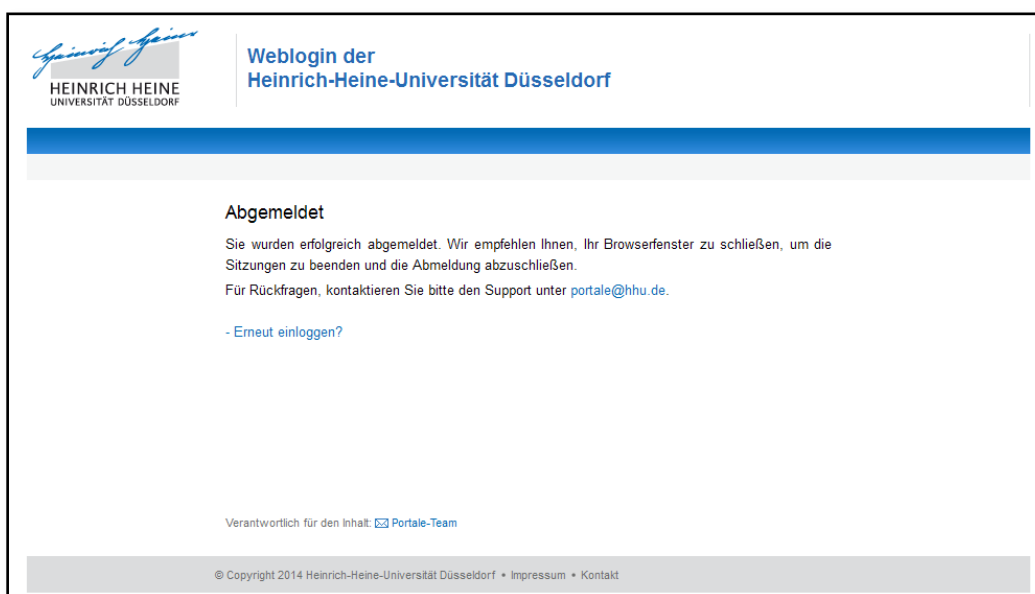 Heinrich Heine
HEINRICH HEINE
UNIVERSITÄT DÜSSELDORF
Weblogin der
Heinrich-Heine-Universität Düsseldorf
Abgemeldet
Sie wurden erfolgreich abgemeldet. Wir empfehlen Ihnen, Ihr Browserfenster zu schließen, um die
Sitzungen zu beenden und die Abmeldung abzuschließen.
Für Rückfragen, kontaktieren Sie bitte den Support unter portale@hhu.de.
- Erneut einloggen?
Verantwortlich für den Inhalt: Portale-Team
© Copyright 2014 Heinrich-Heine-Universität Düsseldorf • Impressum • Kontakt